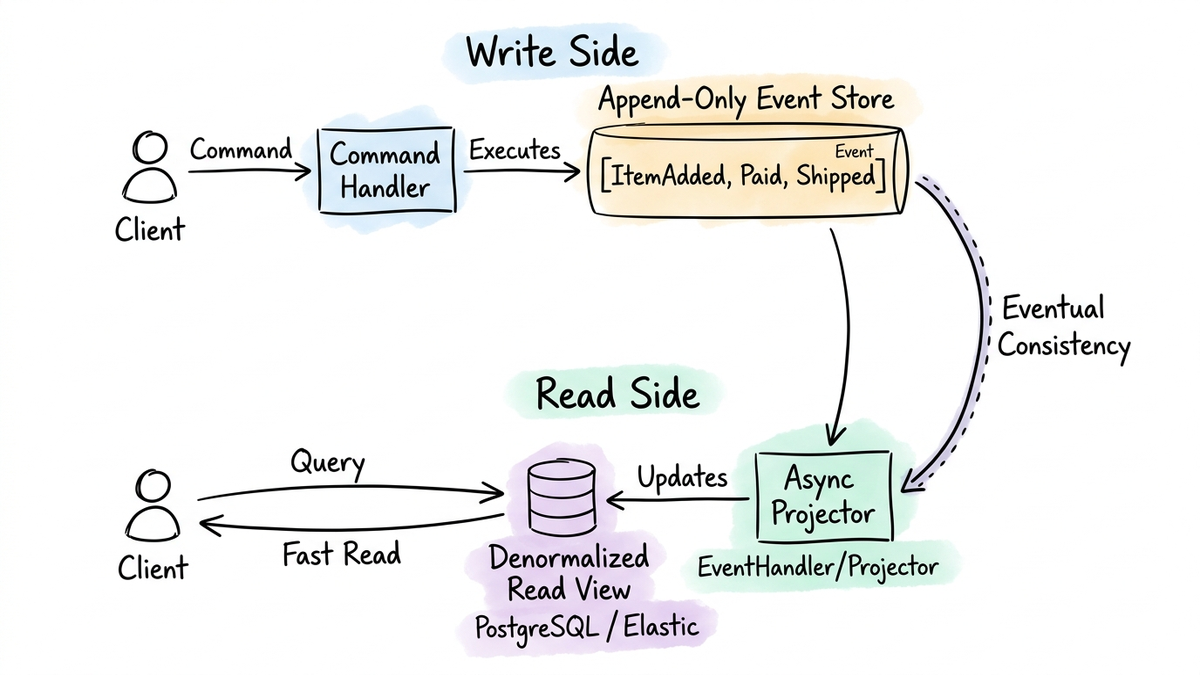 Write Side
Append-Only Event Store
Command
Command
Handler
Executes
Event
[ItemAdded, Paid, Shipped]
Client
Eventual
Consistency
Read Side
Query
Updates
Async
Projector
Fast Read
Client
Denormalized
Read View
PostgreSQL / Elastic
EventHandler/Projector